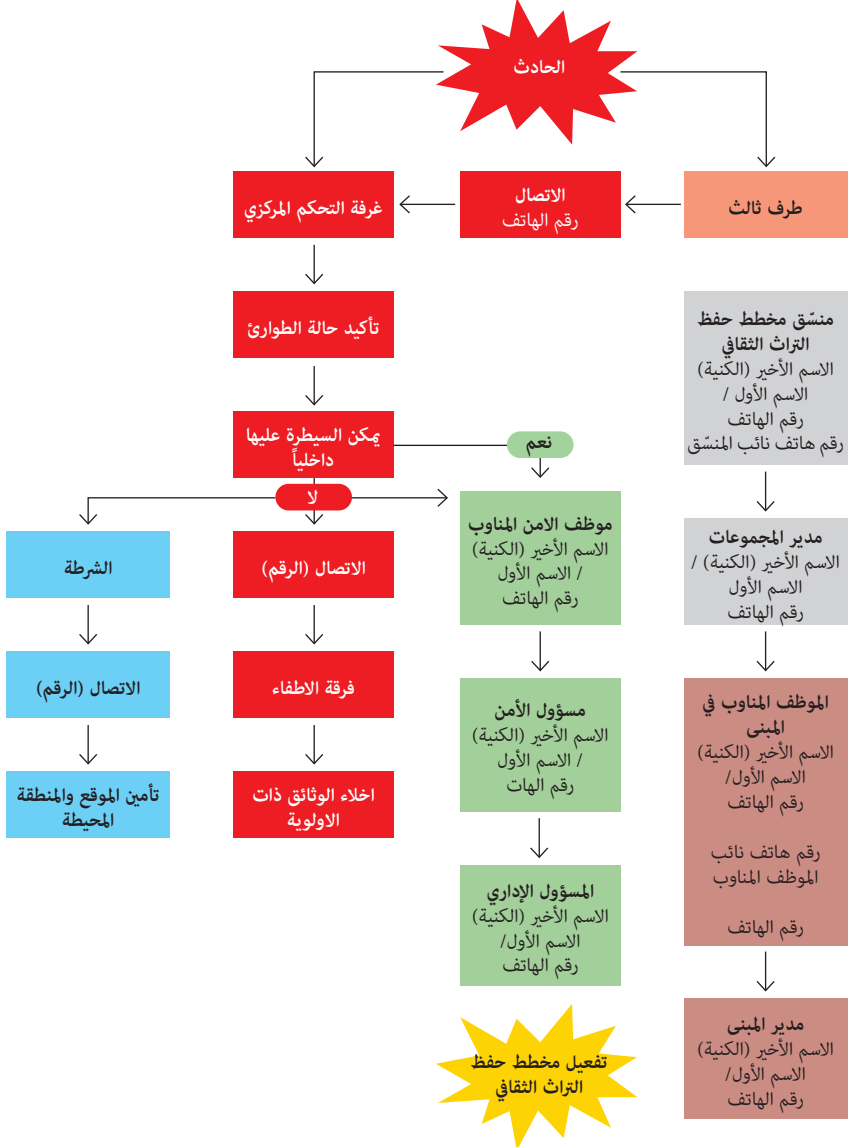 الحادث
طرف ثالث
الاتصال
رقم الهاتف
غرفة التحكم المركزي
تأكيد حالة الطوارئ
يمكن السيطرة عليها
داخلياً
نعم
لا
منسّق مخطط حفظ
التراث الثقافي
الاسم الأخير (الكنية)
الاسم الأول /
رقم الهاتف
رقم هاتف نائب المنسّق
مدير المجموعات
الاسم الأخير (الكنية) /
الاسم الأول
رقم الهاتف
الموظف المناوب في
المبنى
الاسم الأخير (الكنية)
الاسم الأول/
رقم الهاتف
رقم هاتف نائب
الموظف المناوب
رقم الهاتف
مدير المبنى
الاسم الأخير (الكنية)
الاسم الأول/
رقم الهاتف
موظف الامن المناوب
الاسم الأخير (الكنية)
/ الاسم الأول
رقم الهاتف
مسؤول الأمن
الاسم الأخير (الكنية)
/ الاسم الأول
رقم الهات
المسؤول الإداري
الاسم الأخير (الكنية)
الاسم الأول/
رقم الهاتف
تفعيل مخطط حفظ
التراث الثقافي
الاتصال (الرقم)
فرقة الاطفاء
اخلاء الوثائق ذات
الاولوية
الشرطة
الاتصال (الرقم)
تأمين الموقع والمنطقة
المحيطة